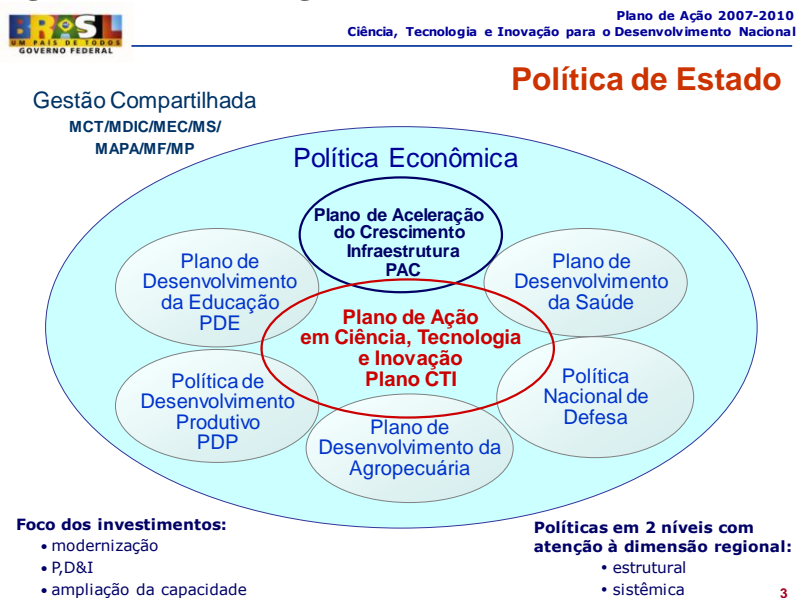 BRASIL
UM PAÍS DE TODOS
GOVERNO FEDERAL
Plano de Ação 2007-2010
Ciência, Tecnologia e Inovação para o Desenvolvimento Nacional
Política de Estado
Gestão Compartilhada
MCT/MDIC/MEC/MS/
MAPA/MF/MP
Política Econômica
Plano de Aceleração
do Crescimento
Infraestrutura
PAC
Plano de
Desenvolvimento
da Educação
PDE
Plano de
Desenvolvimento
da Saúde
Plano de Ação
em Ciência, Tecnologia
e Inovação
Plano CTI
Política de
Desenvolvimento
Produtivo
PDP
Política
Nacional de
Defesa
Plano de
Desenvolvimento da
Agropecuária
Foco dos investimentos:
• modernização
• P,D&I
• ampliação da capacidade
Políticas em 2 níveis com
atenção à dimensão regional:
• estrutural
• sistêmica
3